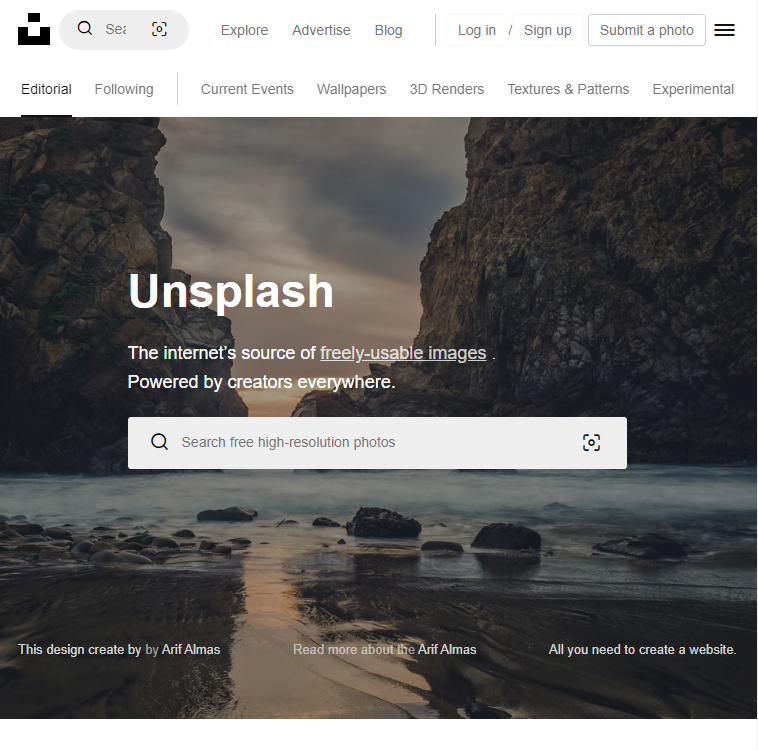 Sea
Explore Advertise Blog Log in / Sign up Submit a photo
Editorial Following Current Events Wallpapers 3D Renders Textures & Patterns Experimental
Unsplash
The internet’s source of freely-usable images .
Powered by creators everywhere.
Search free high-resolution photos
This design create by by Arif Almas Read more about the Arif Almas All you need to create a website.